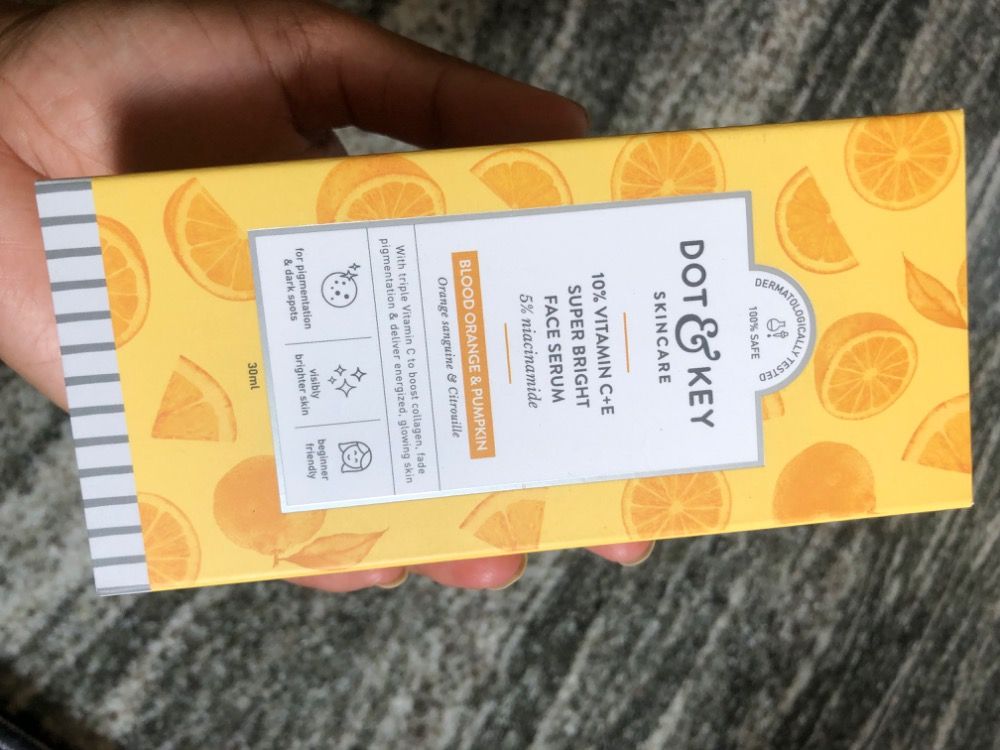 DERMATOLOGICALLY TESTED
100% SAFE
DOT & KEY
SKINCARE
10% VITAMIN C+E
SUPER BRIGHT
FACE SERUM
5% niacinamide
BLOOD ORANGE & PUMPKIN
Orange sanguine & Citrouille
With triple Vitamin C to boost collagen, fade
pigmentation & deliver energized, glowing skin
for pigmentation
& dark spots
visibly
brighter skin
beginner
friendly
30ml